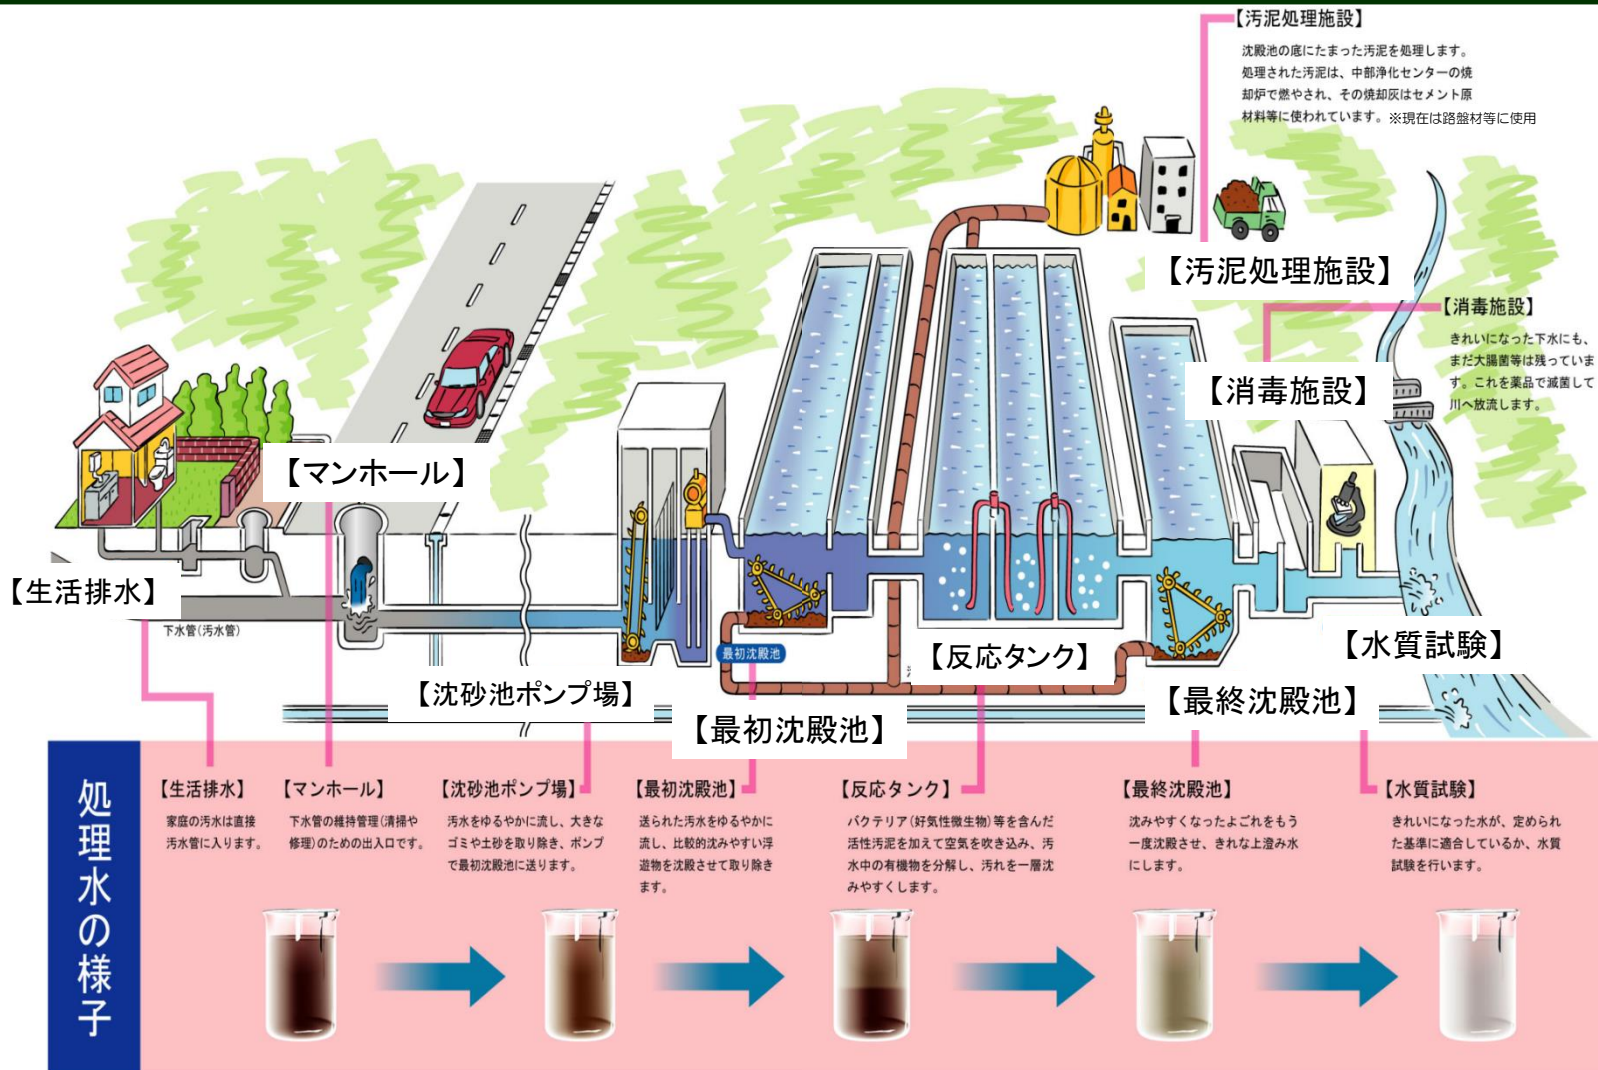 【汚泥処理施設】
沈殿池の底にたまった汚泥を処理します。
処理された汚泥は、中部浄化センターの焼
却炉で燃やされ、その焼却灰はセメント原
材料等に使われています。※現在は路盤材等に使用
【汚泥処理施設】
【消毒施設】
きれいになった下水にも、
まだ大腸菌等は残っていま
す。これを薬品で滅菌して
川へ放流します。
【消毒施設】
【マンホール】
【生活排水】
下水管(汚水管)
最初沈殿池
【反応タンク】
【水質試験】
【沈砂池ポンプ場】
【最初沈殿池】
【最終沈殿池】
処理水の様子
【生活排水】
家庭の汚水は直接
汚水管に入ります。
【マンホール】
下水管の維持管理(清掃や
修理)のための出入口です。
【沈砂池ポンプ場】
汚水をゆるやかに流し、大きな
ゴミや土砂を取り除き、ポンプ
で最初沈殿池に送ります。
【最初沈殿池】
送られた汚水をゆるやかに
流し、比較的沈みやすい浮
遊物を沈殿させて取り除き
ます。
【反応タンク】
バクテリア(好気性微生物)等を含んだ
活性汚泥を加えて空気を吹き込み、汚
水中の有機物を分解し、汚れを一層沈
みやすくします。
【最終沈殿池】
沈みやすくなったよごれをもう
一度沈殿させ、きれな上澄み水
にします。
【水質試験】
きれいになった水が、定められ
た基準に適合しているか、水質
試験を行います。